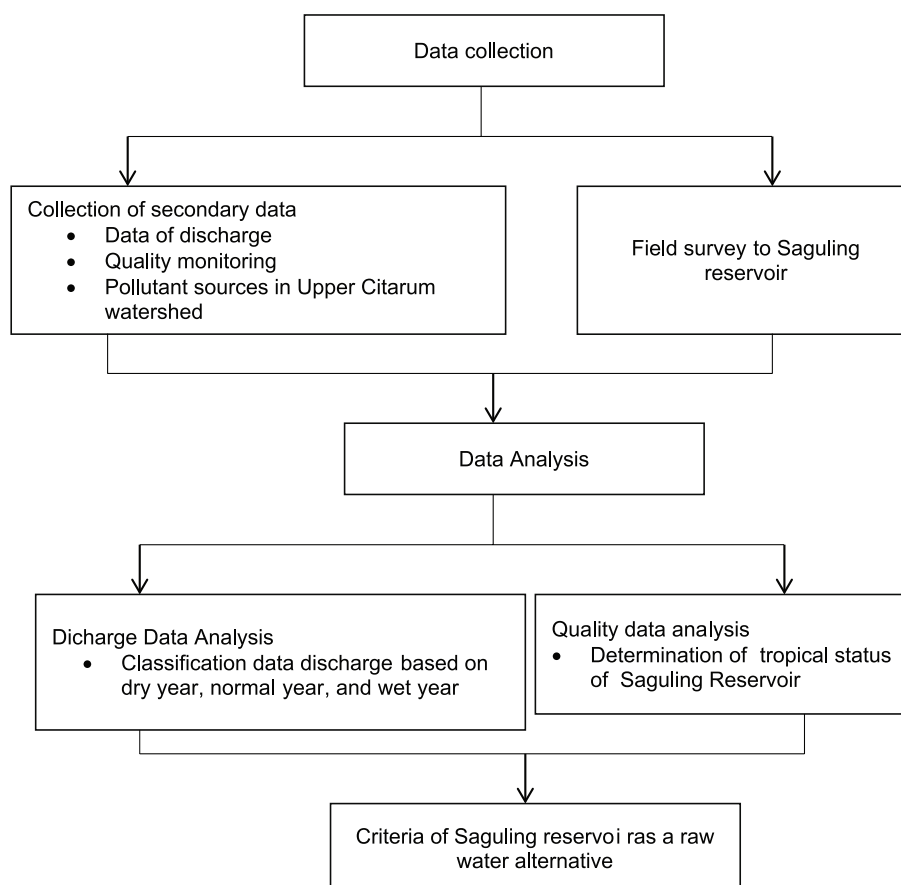 Data collection
Collection of secondary data
• Data of discharge
• Quality monitoring
• Pollutant sources in Upper Citarum
watershed
Field survey to Saguling
reservoir
Data Analysis
Dicharge Data Analysis
• Classification data discharge based on
dry year, normal year, and wet year
Quality data analysis
• Determination of tropical status
of Saguling Reservoir
Criteria of Saguling reservoi ras a raw
water alternative